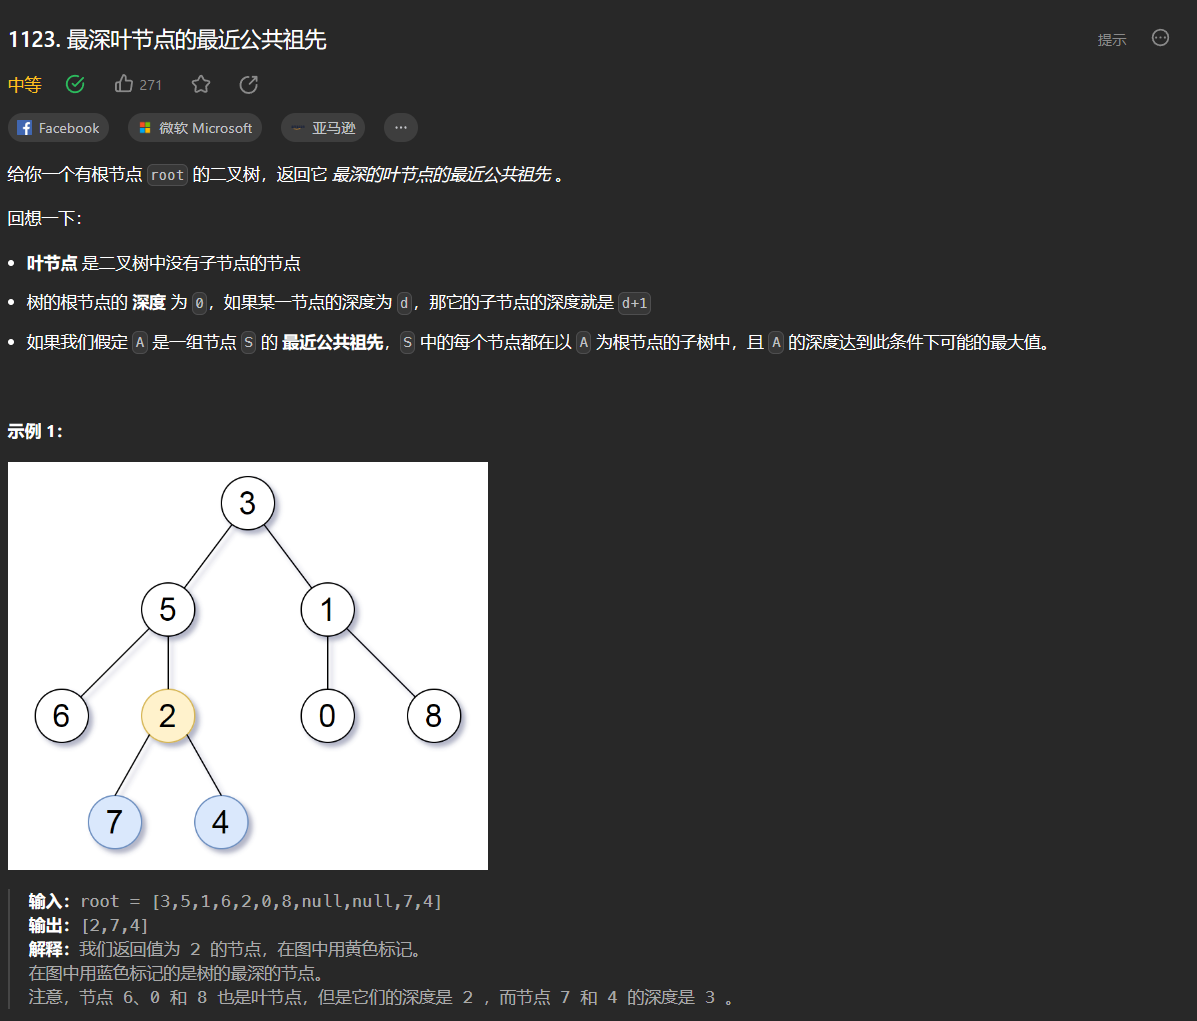 1123. 最深叶节点的最近公共祖先
提示
中等
271
Facebook
微软 Microsoft
亚马逊
给你一个有根节点 root 的二叉树，返回它 最深的叶节点的最近公共祖先 。
回想一下：
• 叶节点 是二叉树中没有子节点的节点
• 树的根节点的 深度 为 0，如果某一节点的深度为 d，那它的子节点的深度就是 d+1
• 如果我们假定 A 是一组节点 S 的 最近公共祖先，S 中的每个节点都在以 A 为根节点的子树中，且 A 的深度达到此条件下可能的最大值。
示例 1：
3
5 1
6 2 0 8
7 4
输入：root = [3,5,1,6,2,0,8,null,null,7,4]
输出：[2,7,4]
解释：我们返回值为 2 的节点，在图中用黄色标记。
在图中用蓝色标记的是树的最深的节点。
注意，节点 6、0 和 8 也是叶节点，但是它们的深度是 2 ，而节点 7 和 4 的深度是 3 。